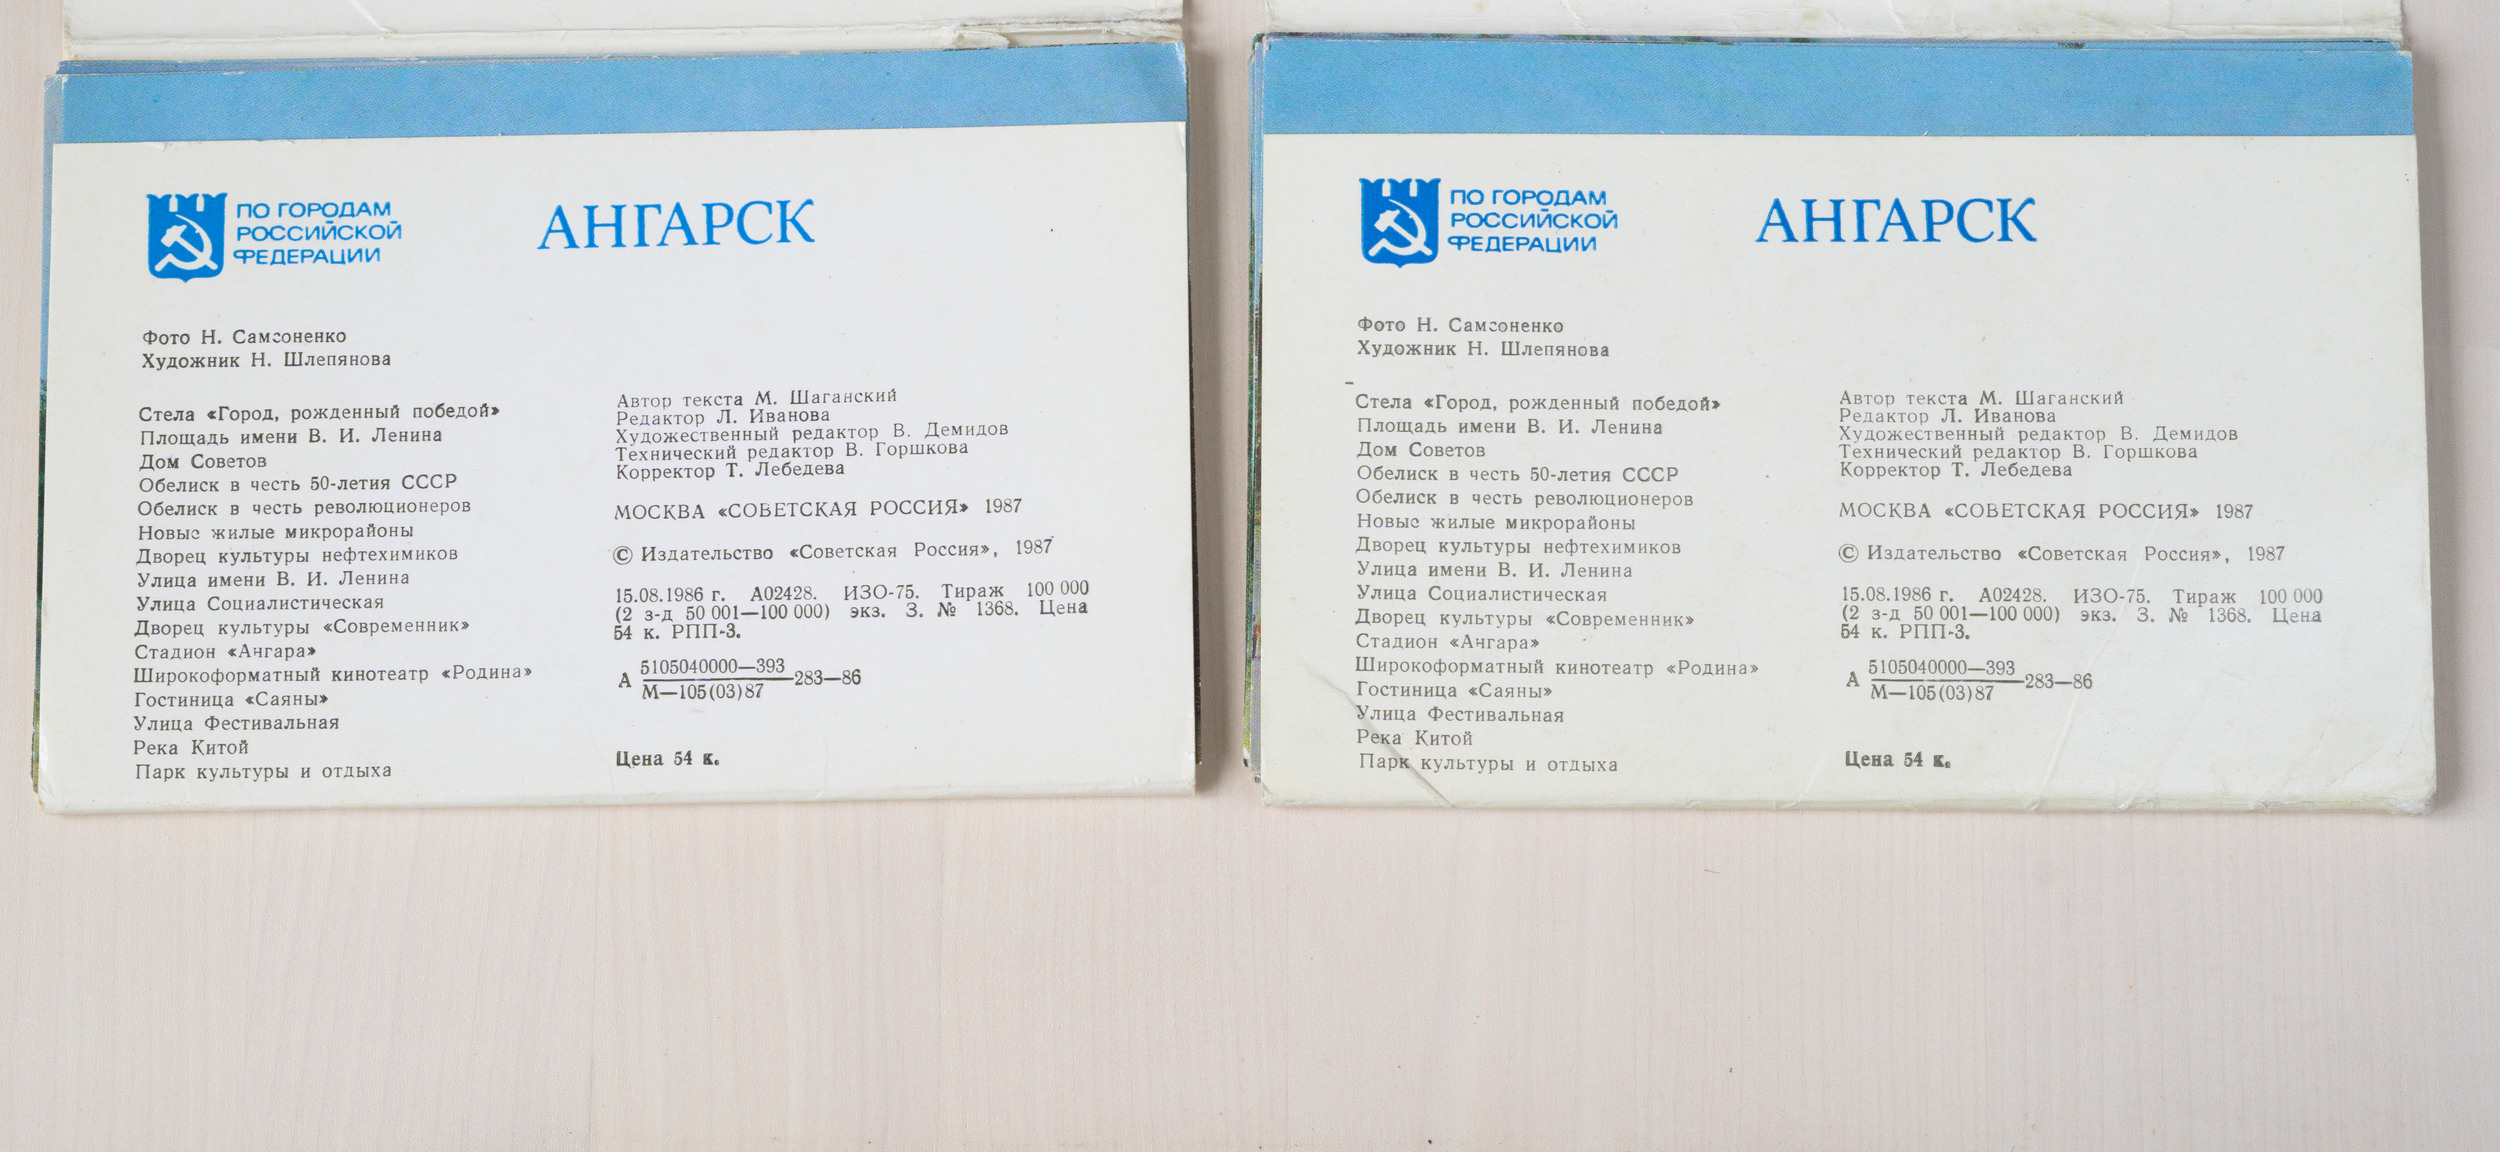 ПО ГОРОДАМ
РОССИЙСКОЙ
ФЕДЕРАЦИИ
АНГАРСК
Фото Н. Самсоненко
Художник Н. Шлепянова
Стела «Город, рожденный победой»
Площадь имени В. И. Ленина
Дом Советов
Обелиск в честь 50-летия СССР
Обелиск в честь революционеров
Новые жилые микрорайоны
Дворец культуры нефтехимиков
Улица имени В. И. Ленина
Улица Социалистическая
Дворец культуры «Современник»
Стадион «Ангара»
Широкоформатный кинотеатр «Родина»
Гостиница «Саяны»
Улица Фестивальная
Река Китой
Парк культуры и отдыха
Автор текста М. Шаганский
Редактор Л. Иванова
Художественный редактор В. Демидов
Технический редактор В. Горшкова
Корректор Т. Лебедева
МОСКВА «СОВЕТСКАЯ РОССИЯ» 1987
© Издательство «Советская Россия», 1987
15.08.1986 г. А02428. ИЗО-75. Тираж 100 000
(2 з-д 50 001—100 000) экз. З. № 1368. Цена
54 к. РПП-3.
А 5105040000—393
М—105(03)87 —283—86
Цена 54 к.
ПО ГОРОДАМ
РОССИЙСКОЙ
ФЕДЕРАЦИИ
АНГАРСК
Фото Н. Самсоненко
Художник Н. Шлепянова
Стела «Город, рожденный победой»
Площадь имени В. И. Ленина
Дом Советов
Обелиск в честь 50-летия СССР
Обелиск в честь революционеров
Новые жилые микрорайоны
Дворец культуры нефтехимиков
Улица имени В. И. Ленина
Улица Социалистическая
Дворец культуры «Современник»
Стадион «Ангара»
Широкоформатный кинотеатр «Родина»
Гостиница «Саяны»
Улица Фестивальная
Река Китой
Парк культуры и отдыха
Автор текста М. Шаганский
Редактор Л. Иванова
Художественный редактор В. Демидов
Технический редактор В. Горшкова
Корректор Т. Лебедева
МОСКВА «СОВЕТСКАЯ РОССИЯ» 1987
© Издательство «Советская Россия», 1987
15.08.1986 г. А02428. ИЗО-75. Тираж 100 000
(2 з-д 50 001—100 000) экз. З. № 1368. Цена
54 к. РПП-3.
А 5105040000—393
М—105(03)87 —283—86
Цена 54 к.